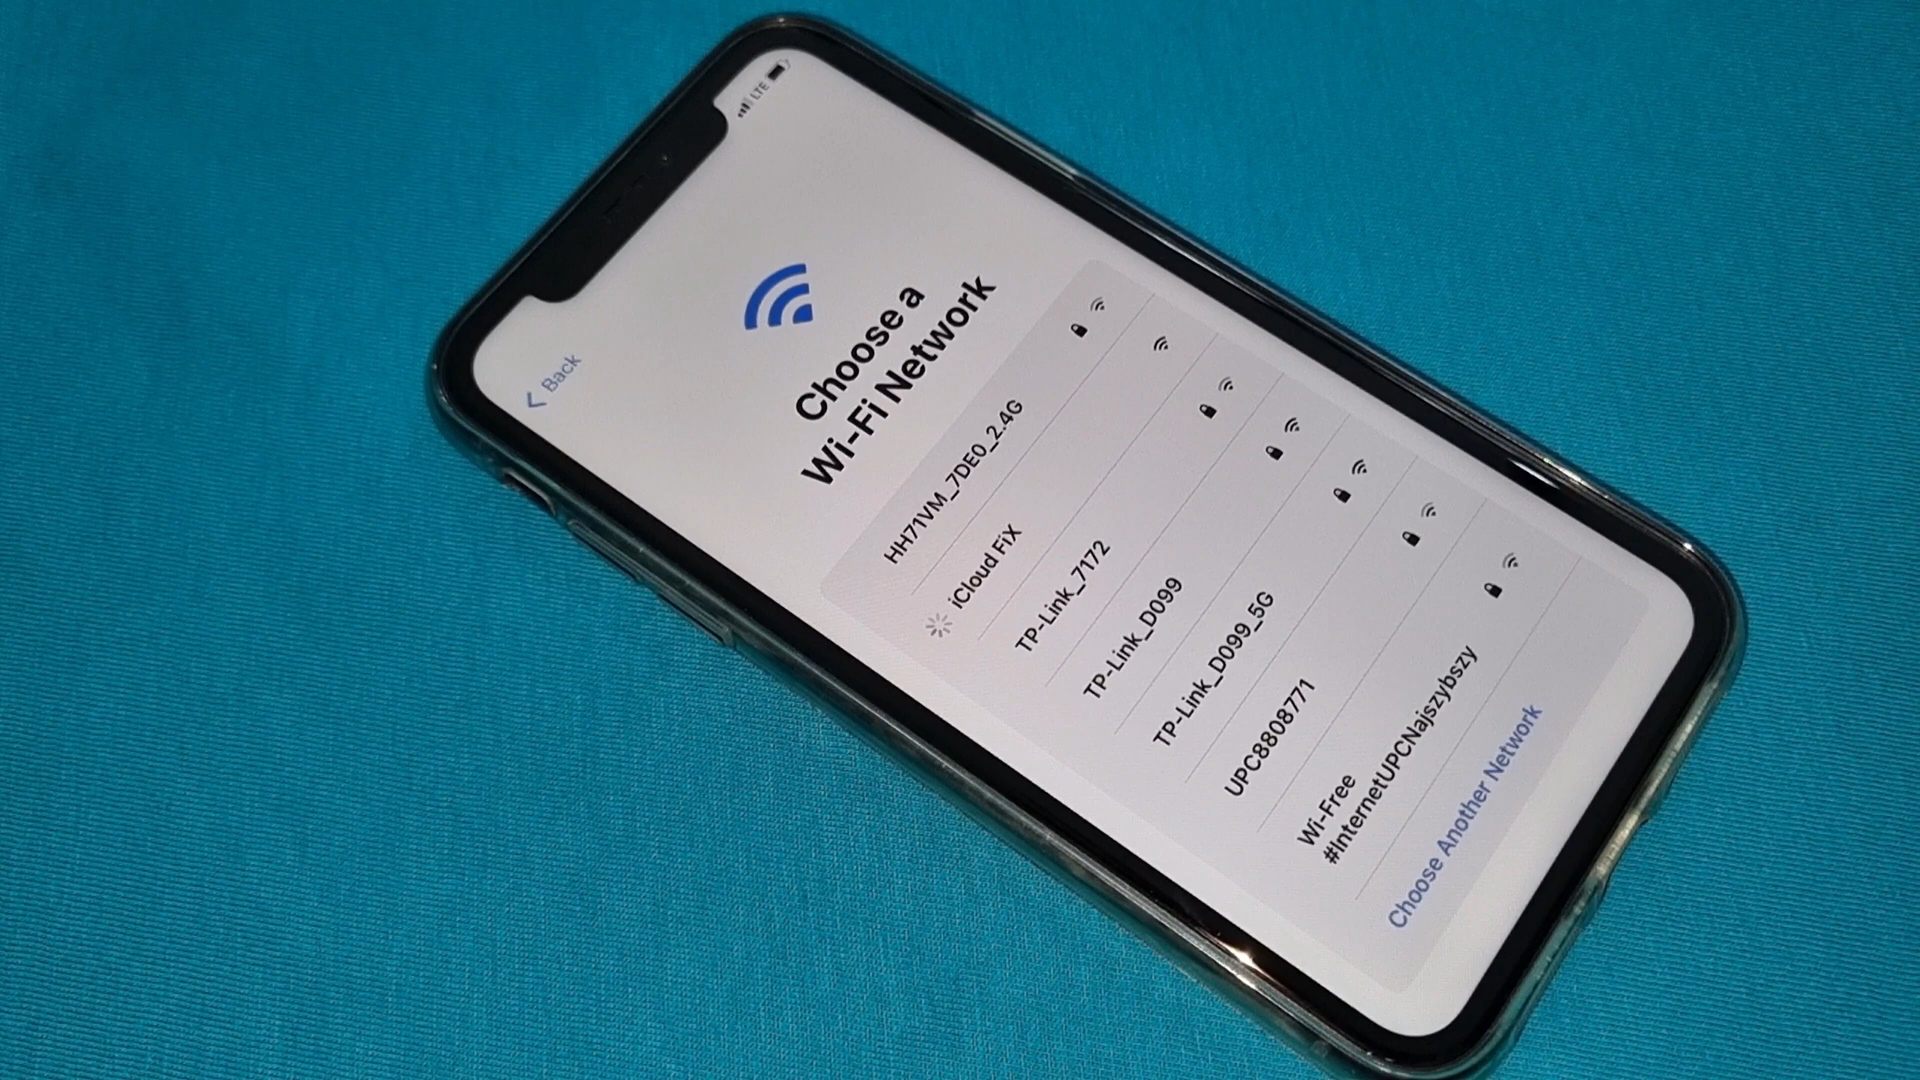 LTE
Back
Choose a
Wi-Fi Network
HH71VM_7DE0_2.4G
iCloud FiX
TP-Link_7172
TP-Link_D099
TP-Link_D099_5G
UPC8808771
Wi-Free
#InternetUPCNajszybszy
Choose Another Network